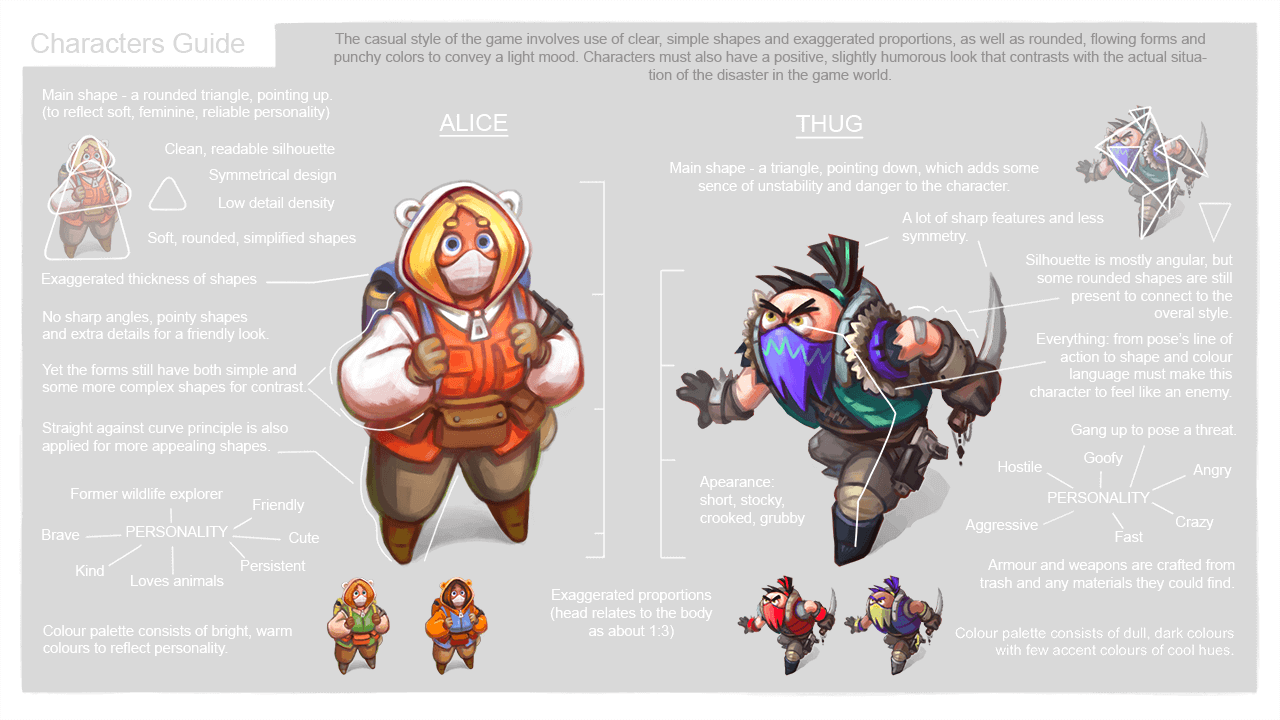 Characters Guide
The casual style of the game involves use of clear, simple shapes and exaggerated proportions, as well as rounded, flowing forms and
punchy colors to convey a light mood. Characters must also have a positive, slightly humorous look that contrasts with the actual situa-
tion of the disaster in the game world.
Main shape - a rounded triangle, pointing up.
(to reflect soft, feminine, reliable personality)
Clean, readable silhouette
Symmetrical design
Low detail density
Soft, rounded, simplified shapes
Exaggerated thickness of shapes
No sharp angles, pointy shapes
and extra details for a friendly look.
Yet the forms still have both simple and
some more complex shapes for contrast.
Straight against curve principle is also
applied for more appealing shapes.
Former wildlife explorer
Friendly
Brave
PERSONALITY
Cute
Kind
Loves animals
Persistent
Colour palette consists of bright, warm
colours to reflect personality.
ALICE
Exaggerated proportions
(head relates to the body
as about 1:3)
THUG
Main shape - a triangle, pointing down, which adds some
sence of unstability and danger to the character.
A lot of sharp features and less
symmetry.
Silhouette is mostly angular, but
some rounded shapes are still
present to connect to the
overal style.
Everything: from pose's line of
action to shape and colour
language must make this
character to feel like an enemy.
Apearance:
short, stocky,
crooked, grubby
Gang up to pose a threat.
Hostile
Goofy
Angry
PERSONALITY
Aggressive
Fast
Crazy
Armour and weapons are crafted from
trash and any materials they could find.
Colour palette consists of dull, dark colours
with few accent colours of cool hues.